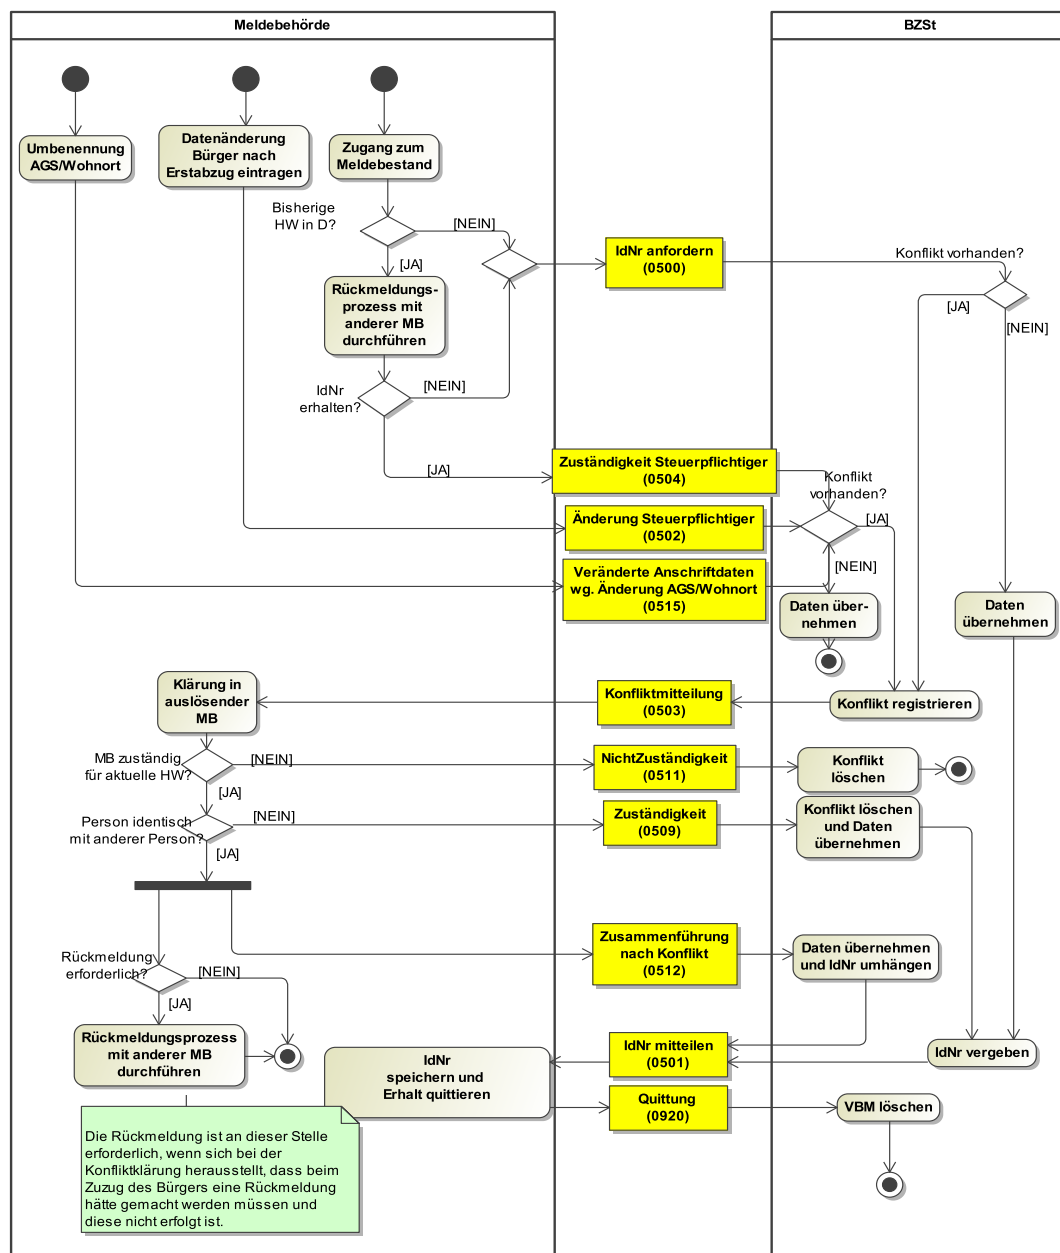 Meldebehörde
BZSt
Umbenennung
AGS/Wohnort
Datenänderung
Bürger nach
Erstabzug eintragen
Zugang zum
Meldebestand
Bisherige
HW in D?
[NEIN]
[JA]
IdNr anfordern
(0500)
Konflikt vorhanden?
[JA]
[NEIN]
Rückmeldungs-
prozess mit
anderer MB
durchführen
IdNr
erhalten?
[NEIN]
[JA]
Zuständigkeit Steuerpflichtiger
(0504)
Konflikt
vorhanden?
[JA]
[NEIN]
Änderung Steuerpflichtiger
(0502)
Veränderte Anschriftdaten
wg. Änderung AGS/Wohnort
(0515)
Daten über-
nehmen
Daten
übernehmen
Klärung in
auslösender
MB
Konfliktmitteilung
(0503)
Konflikt registrieren
MB zuständig
für aktuelle HW?
[NEIN]
[JA]
NichtZuständigkeit
(0511)
Konflikt
löschen
Person identisch
mit anderer Person?
[NEIN]
[JA]
Zuständigkeit
(0509)
Konflikt löschen
und Daten
übernehmen
Rückmeldung
erforderlich?
[NEIN]
[JA]
Zusammenführung
nach Konflikt
(0512)
Daten übernehmen
und IdNr umhängen
Rückmeldungsprozess
mit anderer MB
durchführen
IdNr
speichern und
Erhalt quittieren
IdNr mitteilen
(0501)
IdNr vergeben
Quittung
(0920)
VBM löschen
Die Rückmeldung ist an dieser Stelle
erforderlich, wenn sich bei der
Konfliktklärung herausstellt, dass beim
Zuzug des Bürgers eine Rückmeldung
hätte gemacht werden müssen und
diese nicht erfolgt ist.